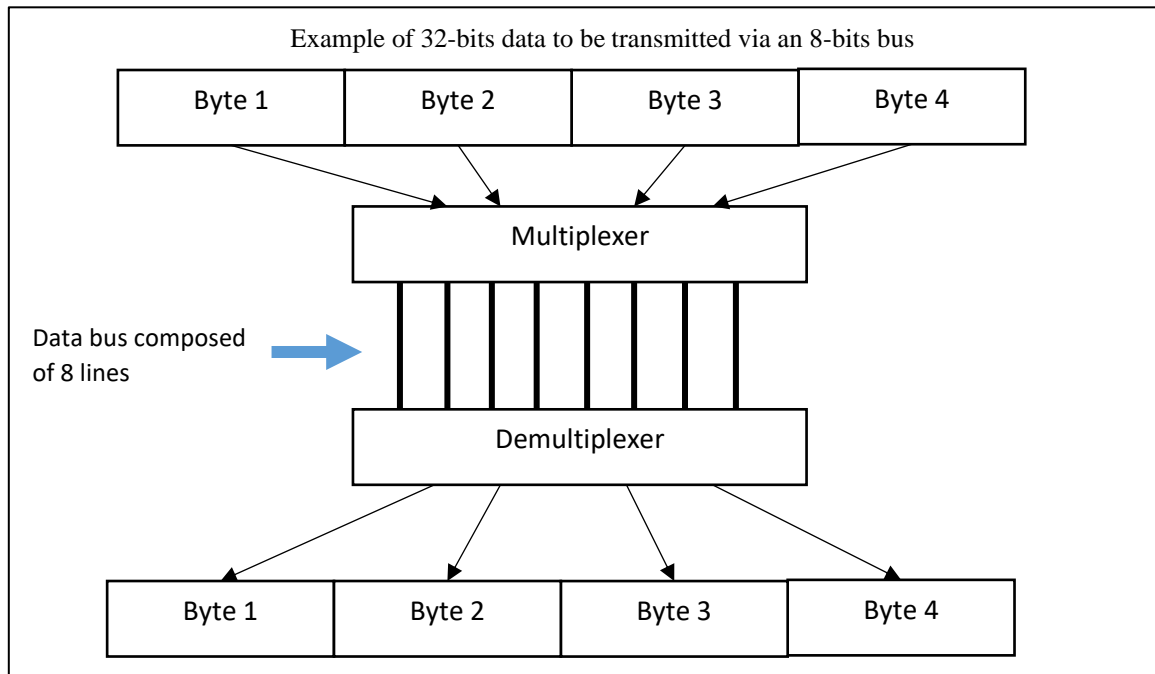 Example of 32-bits data to be transmitted via an 8-bits bus
Byte 1
Byte 2
Byte 3
Byte 4
Multiplexer
Data bus composed
of 8 lines
Demultiplexer
Byte 1
Byte 2
Byte 3
Byte 4